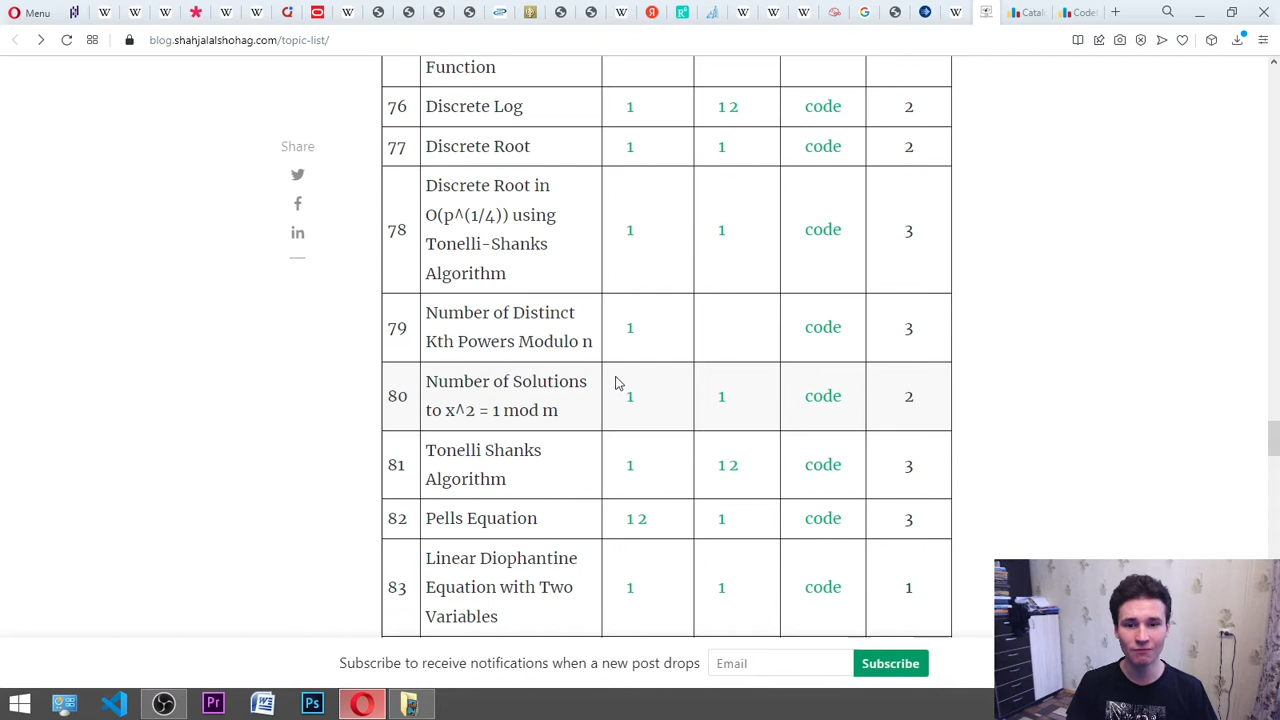 Menu
Catal
Codef
blog.shahjalalshohag.com/topic-list/
Function
76 Discrete Log 1 1 2 code 2
77 Discrete Root 1 1 code 2
Share
Discrete Root in
O(p^(1/4)) using
78 1 1 code 3
Tonelli-Shanks
Algorithm
Number of Distinct
79 1 code 3
Kth Powers Modulo n
Number of Solutions
80 1 1 code 2
to x^2 = 1 mod m
Tonelli Shanks
81 1 1 2 code 3
Algorithm
82 Pells Equation 1 2 1 code 3
Linear Diophantine
83 Equation with Two 1 1 code 1
Variables
Subscribe to receive notifications when a new post drops Email Subscribe